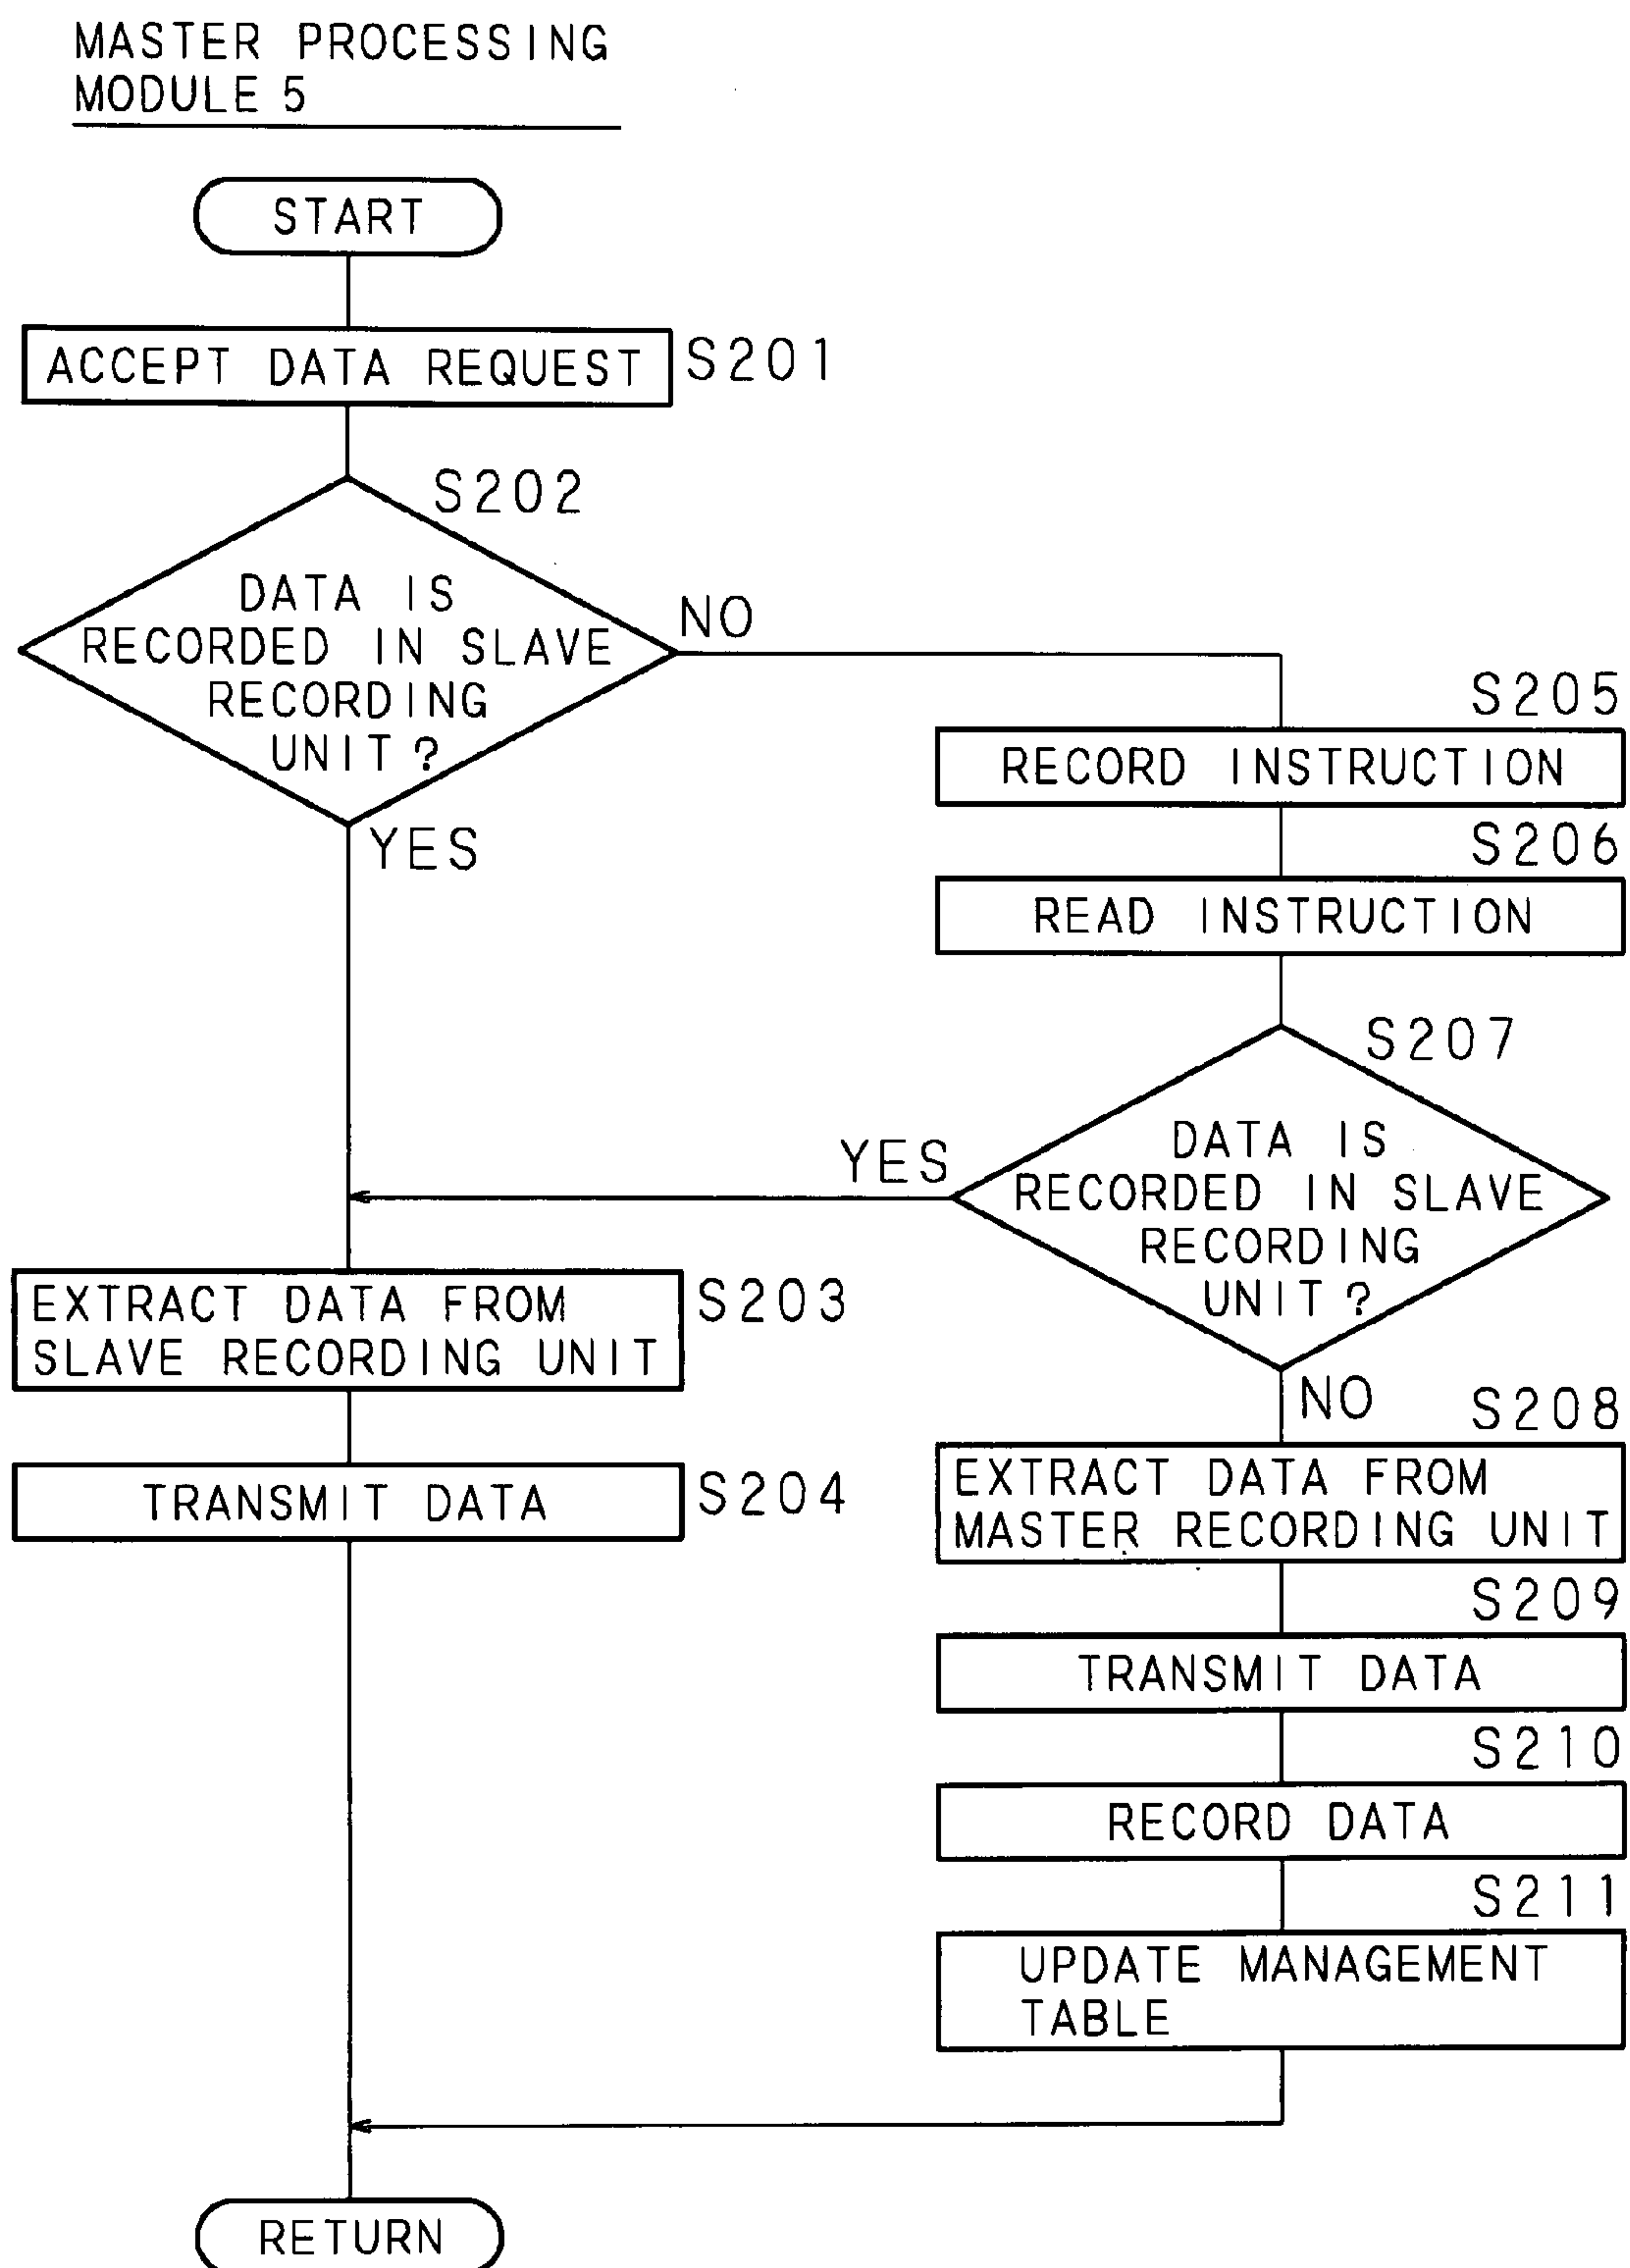 MASTER PROCESSING
MODULE 5
START
ACCEPT DATA REQUEST
S201
S202
DATA IS
RECORDED IN SLAVE
RECORDING
UNIT?
NO
YES
S205
RECORD INSTRUCTION
S206
READ INSTRUCTION
S207
DATA IS
RECORDED IN SLAVE
RECORDING
UNIT?
YES
NO
EXTRACT DATA FROM
SLAVE RECORDING UNIT
S203
TRANSMIT DATA
S204
S208
EXTRACT DATA FROM
MASTER RECORDING UNIT
S209
TRANSMIT DATA
S210
RECORD DATA
S211
UPDATE MANAGEMENT
TABLE
RETURN